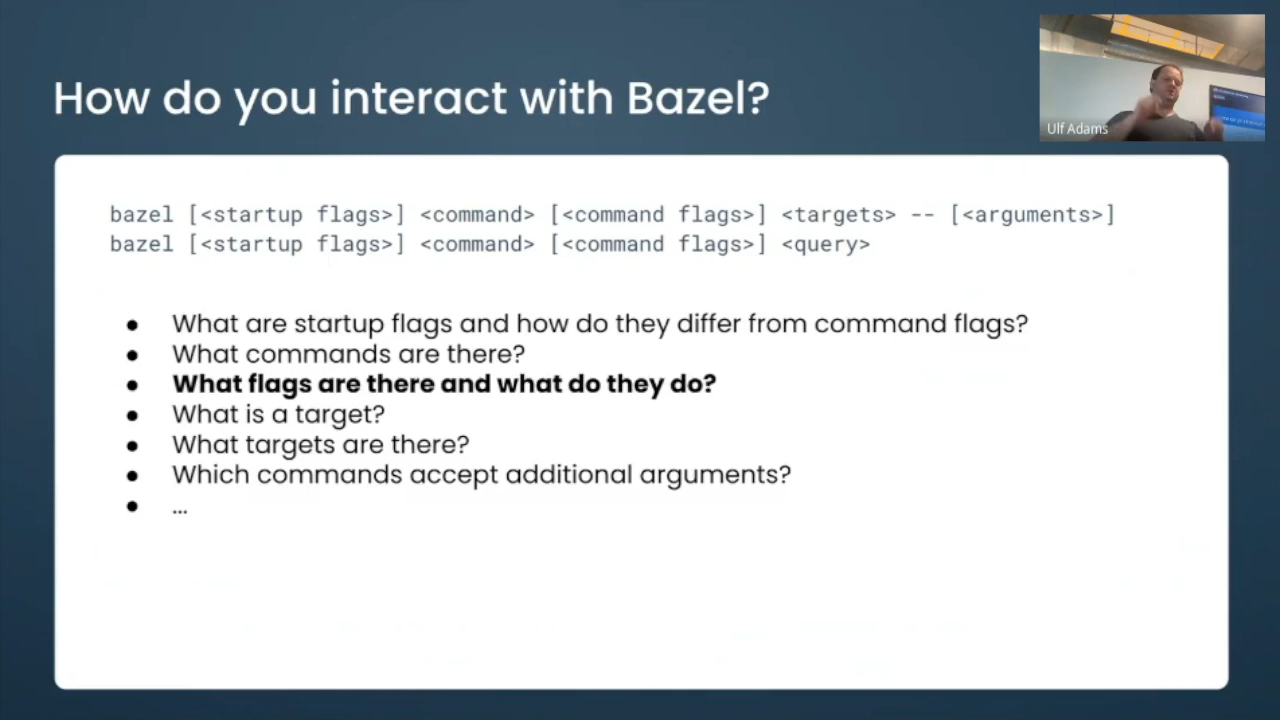 How do you interact with Bazel?
Ulf Adams
bazel [<startup flags>] <command> [<command flags>] <targets> -- [<arguments>]
bazel [<startup flags>] <command> [<command flags>] <query>
● What are startup flags and how do they differ from command flags?
● What commands are there?
● What flags are there and what do they do?
● What is a target?
● What targets are there?
● Which commands accept additional arguments?
● ...